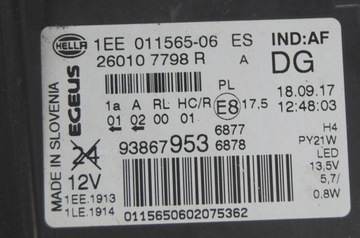 HELLA
1EE 011565-06 ES IND:AF
26010 7798 R A DG
PL
1a A RL HC/R E8 17,5 18.09.17
01 02 00 01 12:48:03
6877 H4
93867953 6878 PY21W
LED
13,5V
5,7/
0.8W
MADE IN SLOVENIA
EGEUS
12V
1EE.1913
1LE.1914
0115650602075362